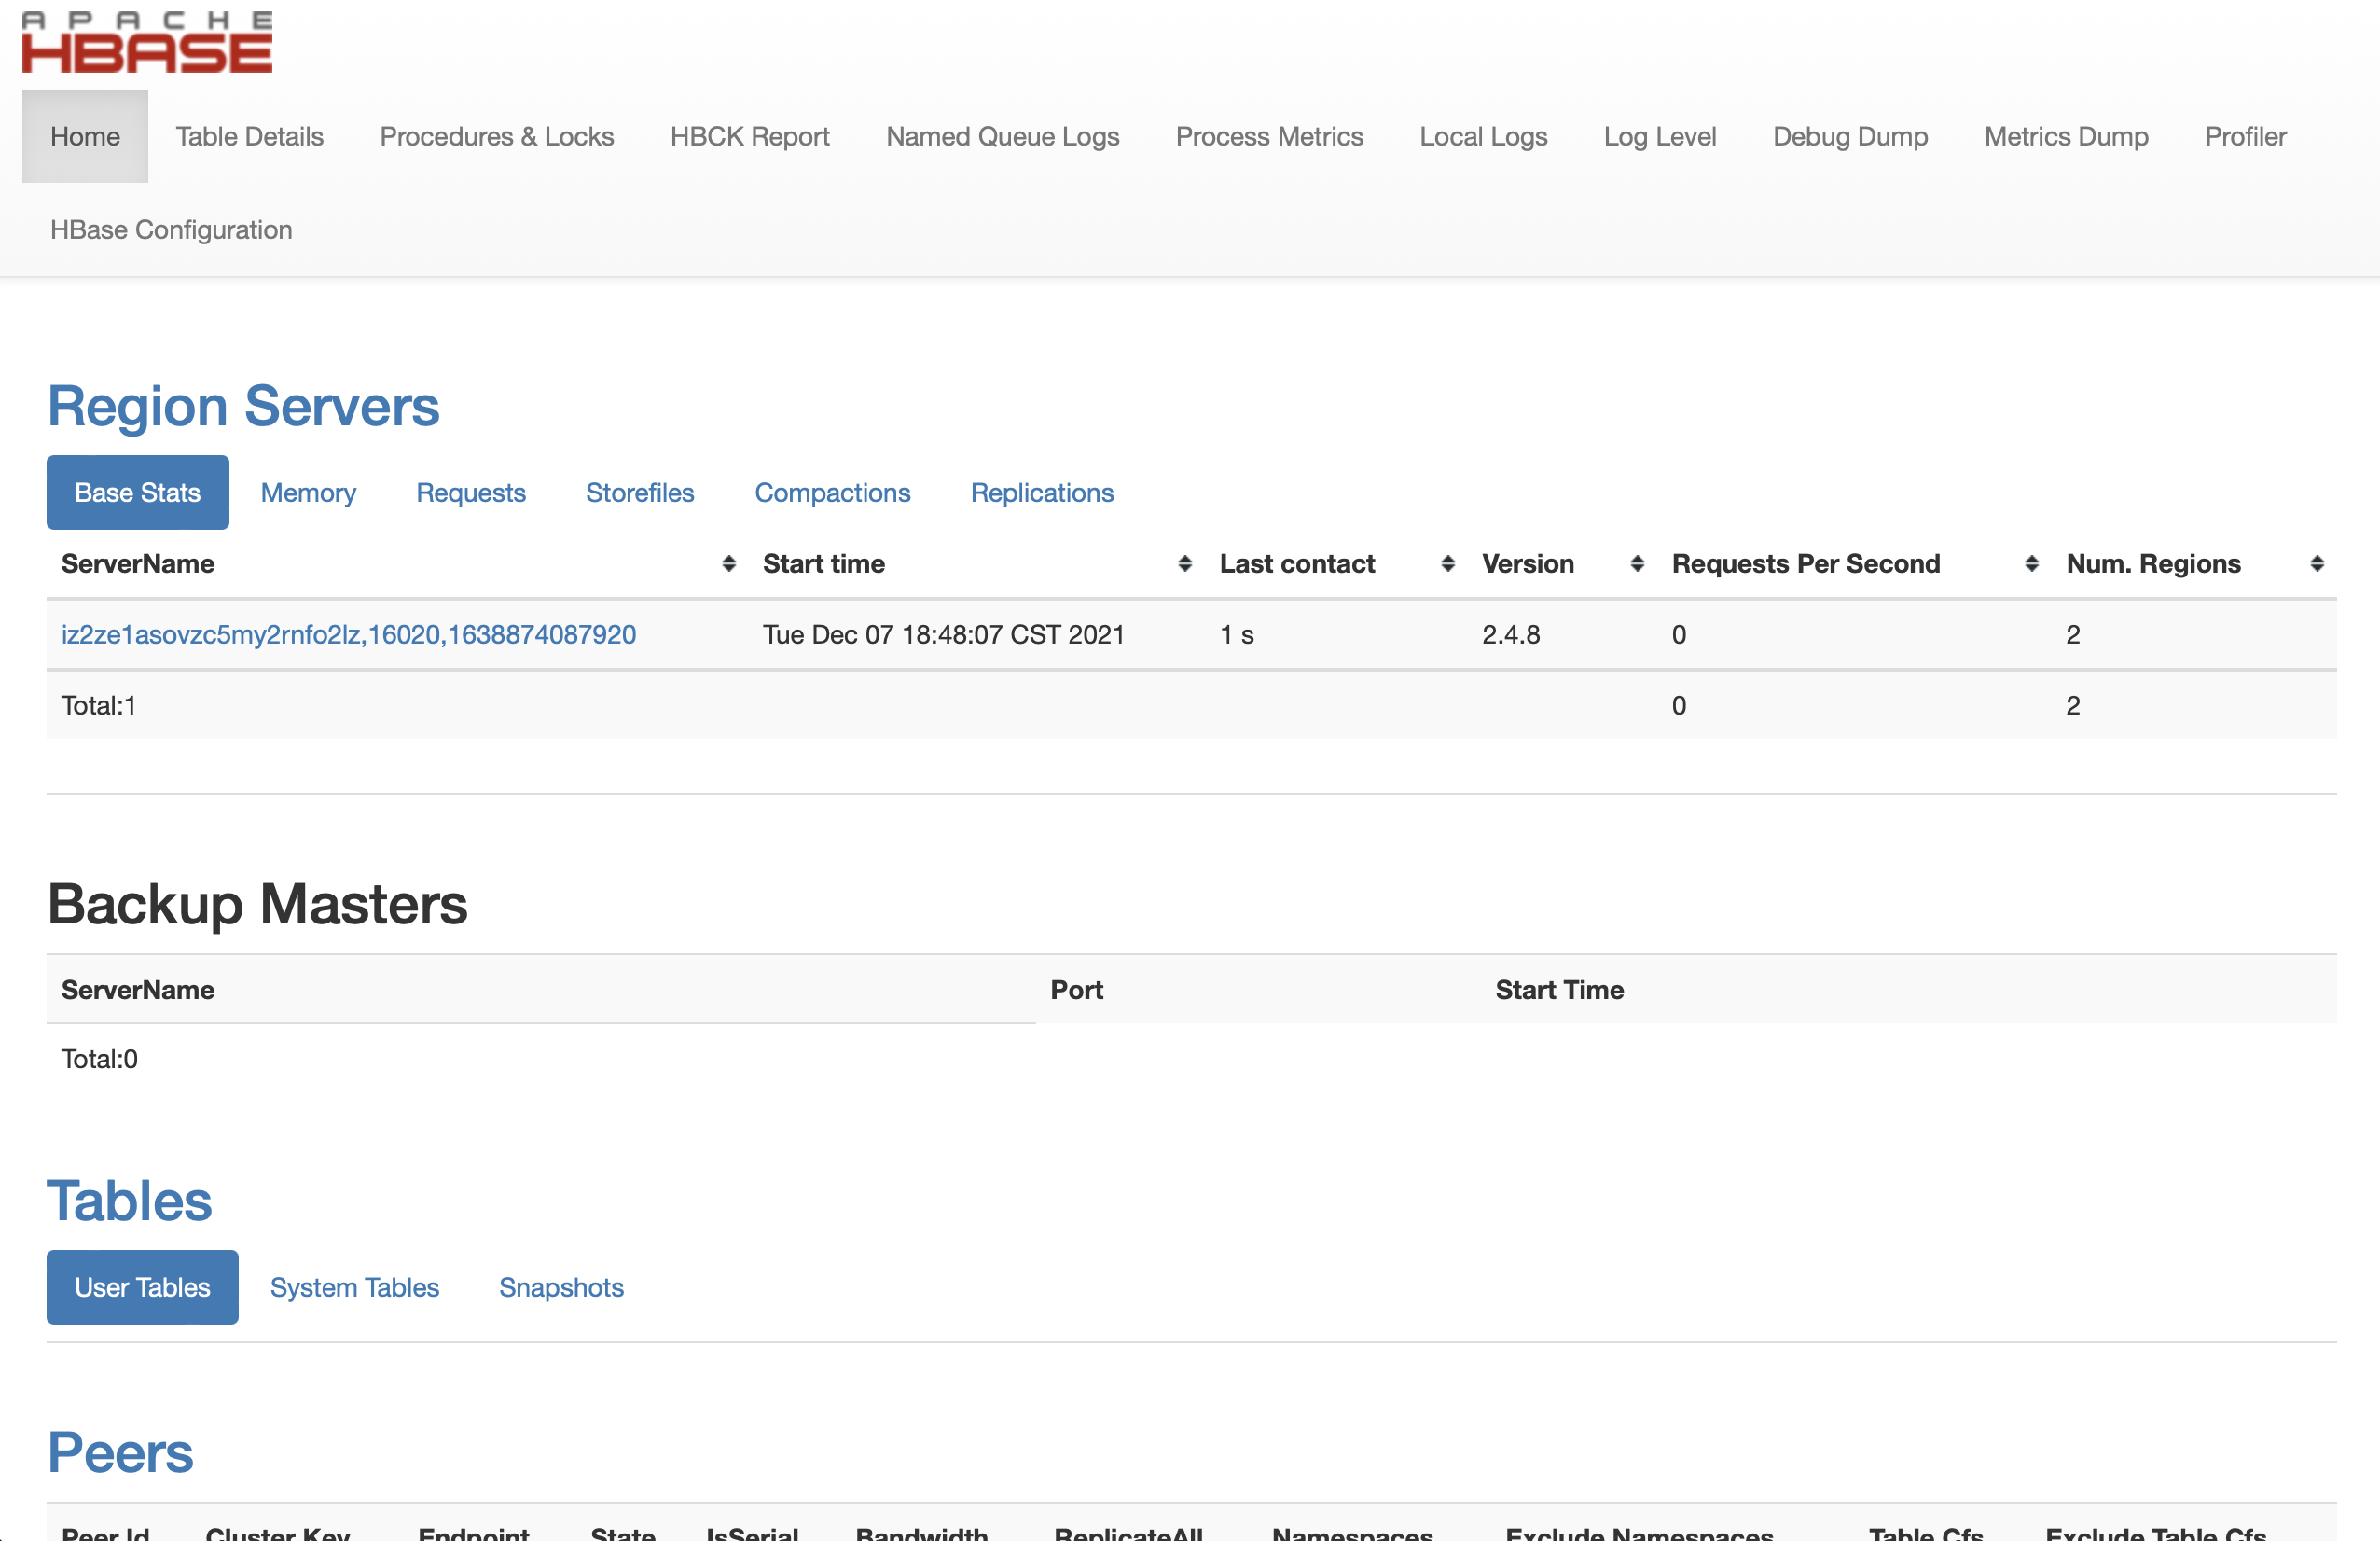 APACHE
HBASE
Home Table Details Procedures & Locks HBCK Report Named Queue Logs Process Metrics Local Logs Log Level Debug Dump Metrics Dump Profiler
HBase Configuration
Region Servers
Base Stats Memory Requests Storefiles Compactions Replications
ServerName Start time Last contact Version Requests Per Second Num. Regions
iz2ze1asovzc5my2rnfo2lz,16020,1638874087920 Tue Dec 07 18:48:07 CST 2021 1 s 2.4.8 0 2
Total:1 0 2
Backup Masters
ServerName Port Start Time
Total:0
Tables
User Tables System Tables Snapshots
Peers
Peer Id Cluster Key Endpoint State IsSerial Bandwidth ReplicateAll Namespaces Exclude Namespaces Table Cfs Exclude Table Cfs